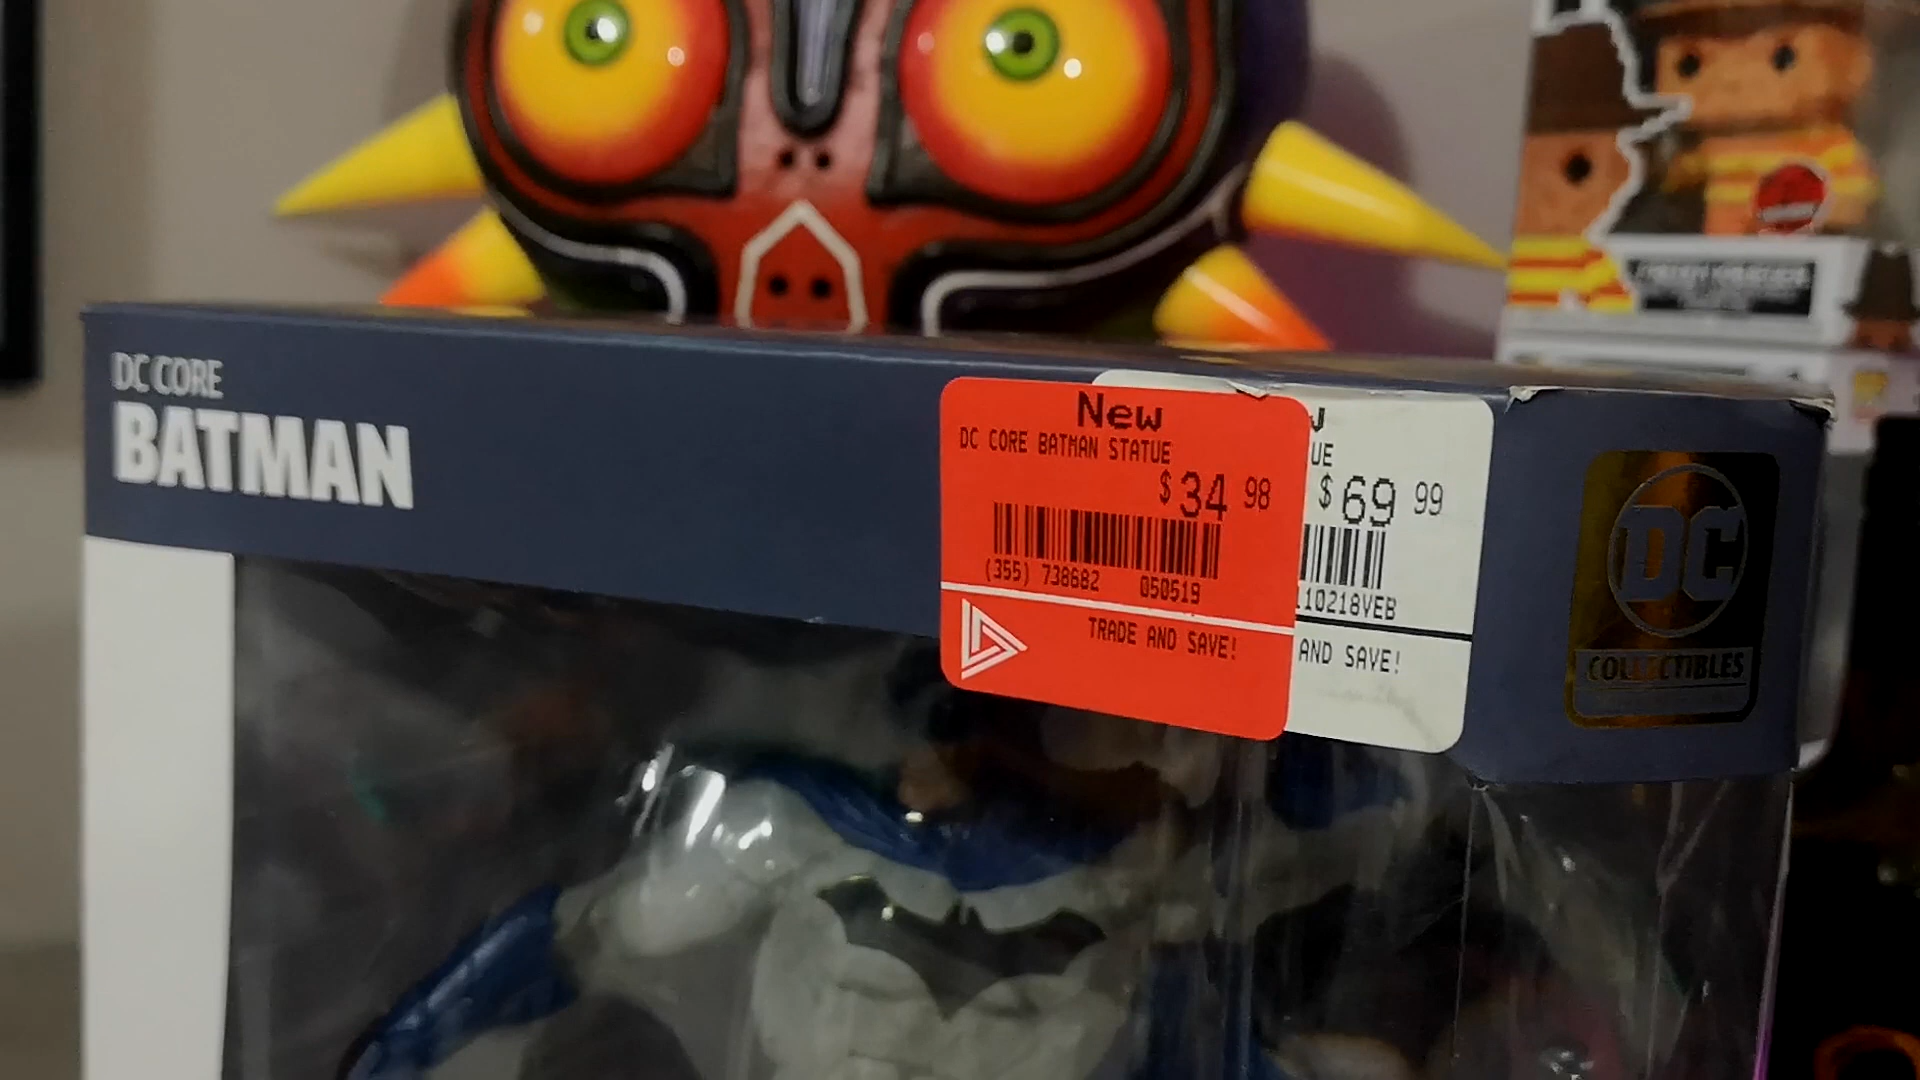 DC CORE
BATMAN
New
DC CORE BATMAN STATUE
$34 98
(355) 738682 050519
TRADE AND SAVE!
UE
$69 99
110218VEB
AND SAVE!
DC
COLLECTIBLES